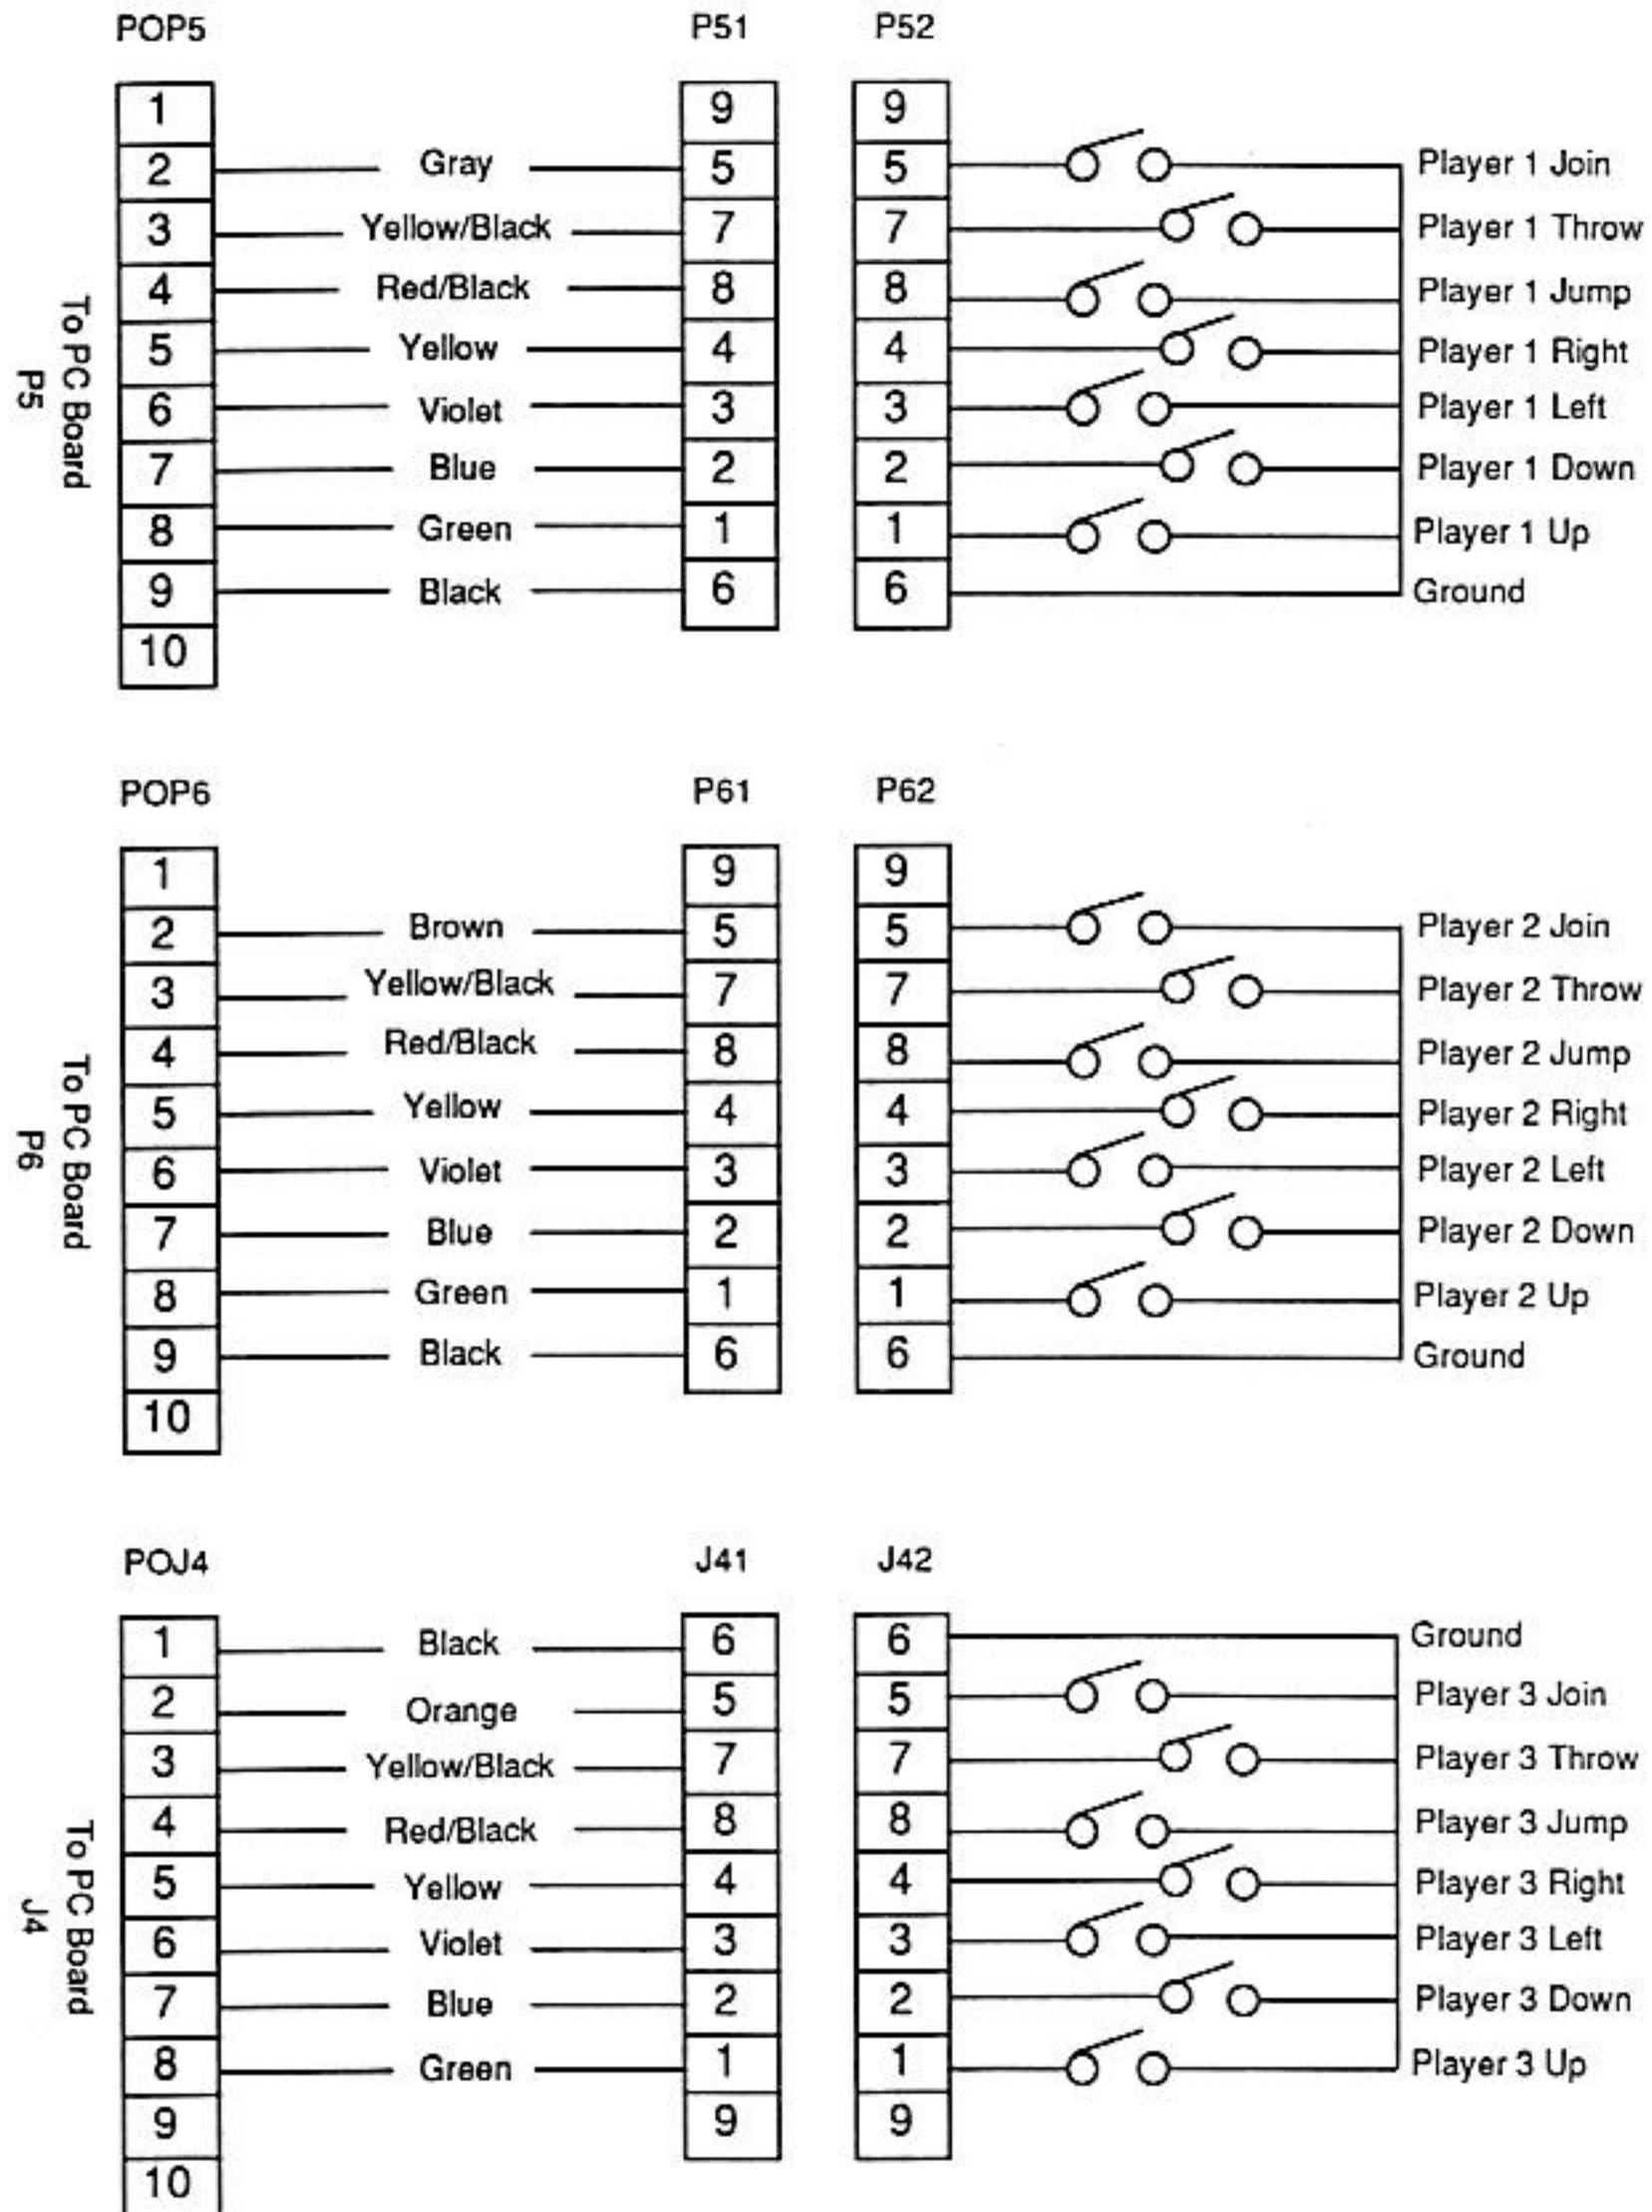 POP5 P51 P52
1 9 9
2 Gray 5 5 Player 1 Join
3 Yellow/Black 7 7 Player 1 Throw
4 Red/Black 8 8 Player 1 Jump
5 Yellow 4 4 Player 1 Right
6 Violet 3 3 Player 1 Left
7 Blue 2 2 Player 1 Down
8 Green 1 1 Player 1 Up
9 Black 6 6 Ground
10
To PC Board
P5
POP6 P61 P62
1 9 9
2 Brown 5 5 Player 2 Join
3 Yellow/Black 7 7 Player 2 Throw
4 Red/Black 8 8 Player 2 Jump
5 Yellow 4 4 Player 2 Right
6 Violet 3 3 Player 2 Left
7 Blue 2 2 Player 2 Down
8 Green 1 1 Player 2 Up
9 Black 6 6 Ground
10
To PC Board
P6
POJ4 J41 J42
1 Black 6 6 Ground
2 Orange 5 5 Player 3 Join
3 Yellow/Black 7 7 Player 3 Throw
4 Red/Black 8 8 Player 3 Jump
5 Yellow 4 4 Player 3 Right
6 Violet 3 3 Player 3 Left
7 Blue 2 2 Player 3 Down
8 Green 1 1 Player 3 Up
9 9 9
10
To PC Board
J4